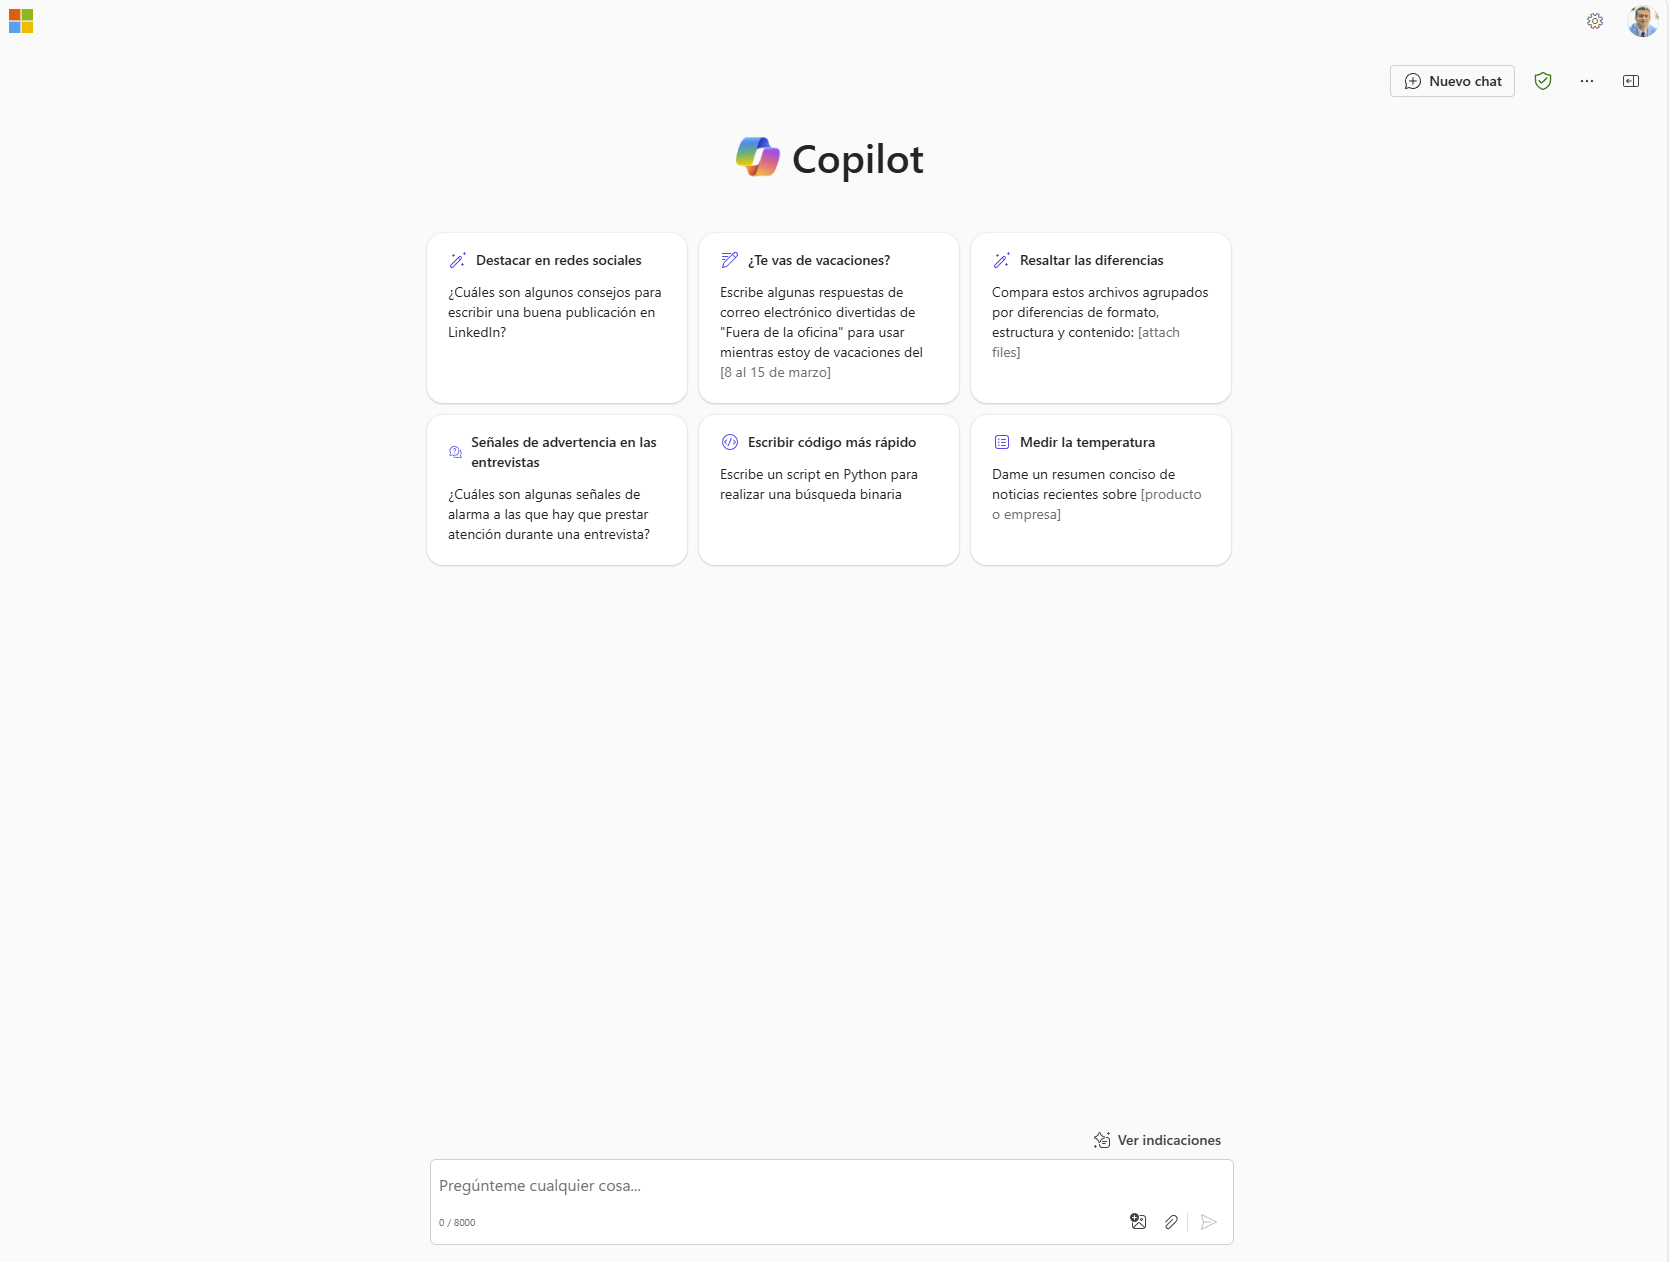 Nuevo chat
Copilot
Destacar en redes sociales
¿Cuáles son algunos consejos para
escribir una buena publicación en
LinkedIn?
¿Te vas de vacaciones?
Escribe algunas respuestas de
correo electrónico divertidas de
"Fuera de la oficina" para usar
mientras estoy de vacaciones del
[8 al 15 de marzo]
Resaltar las diferencias
Compara estos archivos agrupados
por diferencias de formato,
estructura y contenido: [attach
files]
Señales de advertencia en las
entrevistas
¿Cuáles son algunas señales de
alarma a las que hay que prestar
atención durante una entrevista?
Escribir código más rápido
Escribe un script en Python para
realizar una búsqueda binaria
Medir la temperatura
Dame un resumen conciso de
noticias recientes sobre [producto
o empresa]
Ver indicaciones
Pregúnteme cualquier cosa...
0 / 8000